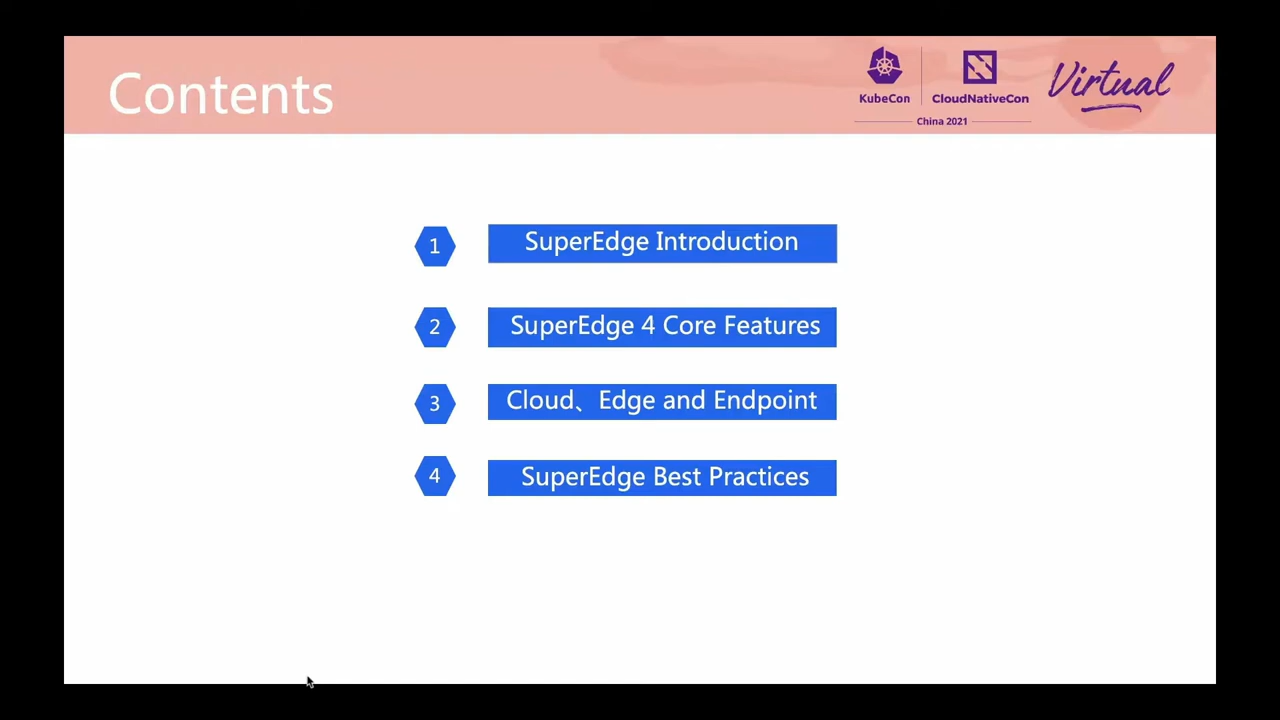 Contents
KubeCon
CloudNativeCon
China 2021
Virtual
1
SuperEdge Introduction
2
SuperEdge 4 Core Features
3
Cloud、Edge and Endpoint
4
SuperEdge Best Practices